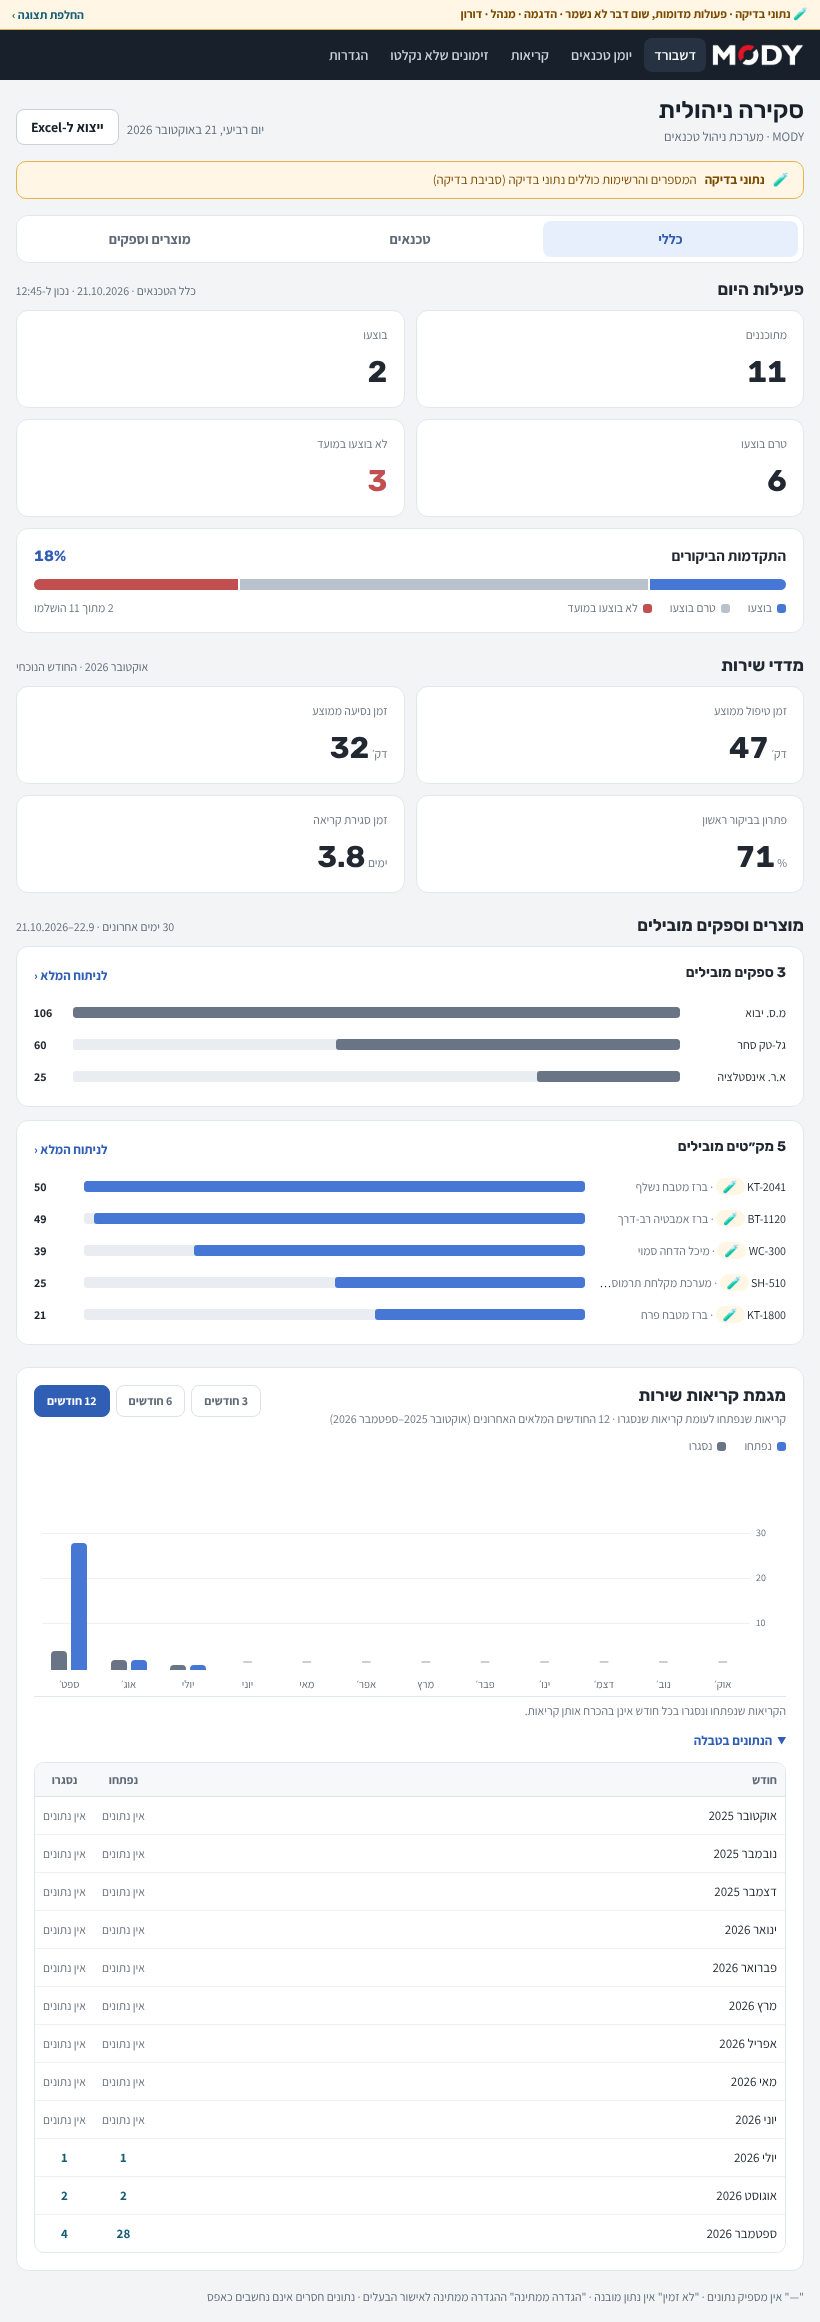 🧪 נתוני בדיקה · פעולות מדומות, שום דבר לא נשמר · הדגמה · מנהל · דורון
החלפת תצוגה ›
MODY דשבורד יומן טכנאים קריאות זימונים שלא נקלטו הגדרות
סקירה ניהולית
MODY · מערכת ניהול טכנאים
יום רביעי, 21 באוקטובר 2026
ייצוא ל-Excel
🧪 נתוני בדיקה המספרים והרשימות כוללים נתוני בדיקה (סביבת בדיקה)
כללי טכנאים מוצרים וספקים
פעילות היום
כלל הטכנאים · 21.10.2026 · נכון ל-12:45
מתוכננים
11
בוצעו
2
טרם בוצעו
6
לא בוצעו במועד
3
התקדמות הביקורים
18%
בוצעו טרם בוצעו לא בוצעו במועד
2 מתוך 11 הושלמו
מדדי שירות
אוקטובר 2026 · החודש הנוכחי
זמן טיפול ממוצע
47 דק׳
זמן נסיעה ממוצע
32 דק׳
פתרון בביקור ראשון
71 %
זמן סגירת קריאה
3.8 ימים
מוצרים וספקים מובילים
30 ימים אחרונים · 22.9–21.10.2026
3 ספקים מובילים
לניתוח המלא ›
מ.ס. יבוא 106
גל-טק סחר 60
א.ר. אינסטלציה 25
5 מק״טים מובילים
לניתוח המלא ›
KT-2041 🧪 · ברז מטבח נשלף 50
BT-1120 🧪 · ברז אמבטיה רב-דרך 49
WC-300 🧪 · מיכל הדחה סמוי 39
SH-510 🧪 · מערכת מקלחת תרמוס... 25
KT-1800 🧪 · ברז מטבח פרח 21
מגמת קריאות שירות
3 חודשים 6 חודשים 12 חודשים
קריאות שנפתחו לעומת קריאות שנסגרו · 12 החודשים המלאים האחרונים (אוקטובר 2025–ספטמבר 2026)
נפתחו נסגרו
30
20
10
— — — — — — — — —
אוק׳ נוב׳ דצמ׳ ינו׳ פבר׳ מרץ אפר׳ מאי יוני יולי אוג׳ ספט׳
הקריאות שנפתחו ונסגרו בכל חודש אינן בהכרח אותן קריאות.
▼ הנתונים בטבלה
חודש נפתחו נסגרו
אוקטובר 2025 אין נתונים אין נתונים
נובמבר 2025 אין נתונים אין נתונים
דצמבר 2025 אין נתונים אין נתונים
ינואר 2026 אין נתונים אין נתונים
פברואר 2026 אין נתונים אין נתונים
מרץ 2026 אין נתונים אין נתונים
אפריל 2026 אין נתונים אין נתונים
מאי 2026 אין נתונים אין נתונים
יוני 2026 אין נתונים אין נתונים
יולי 2026 1 1
אוגוסט 2026 2 2
ספטמבר 2026 28 4
"—" אין מספיק נתונים · "לא זמין" אין נתון מובנה · "הגדרה ממתינה" ההגדרה ממתינה לאישור הבעלים · נתונים חסרים אינם נחשבים כאפס